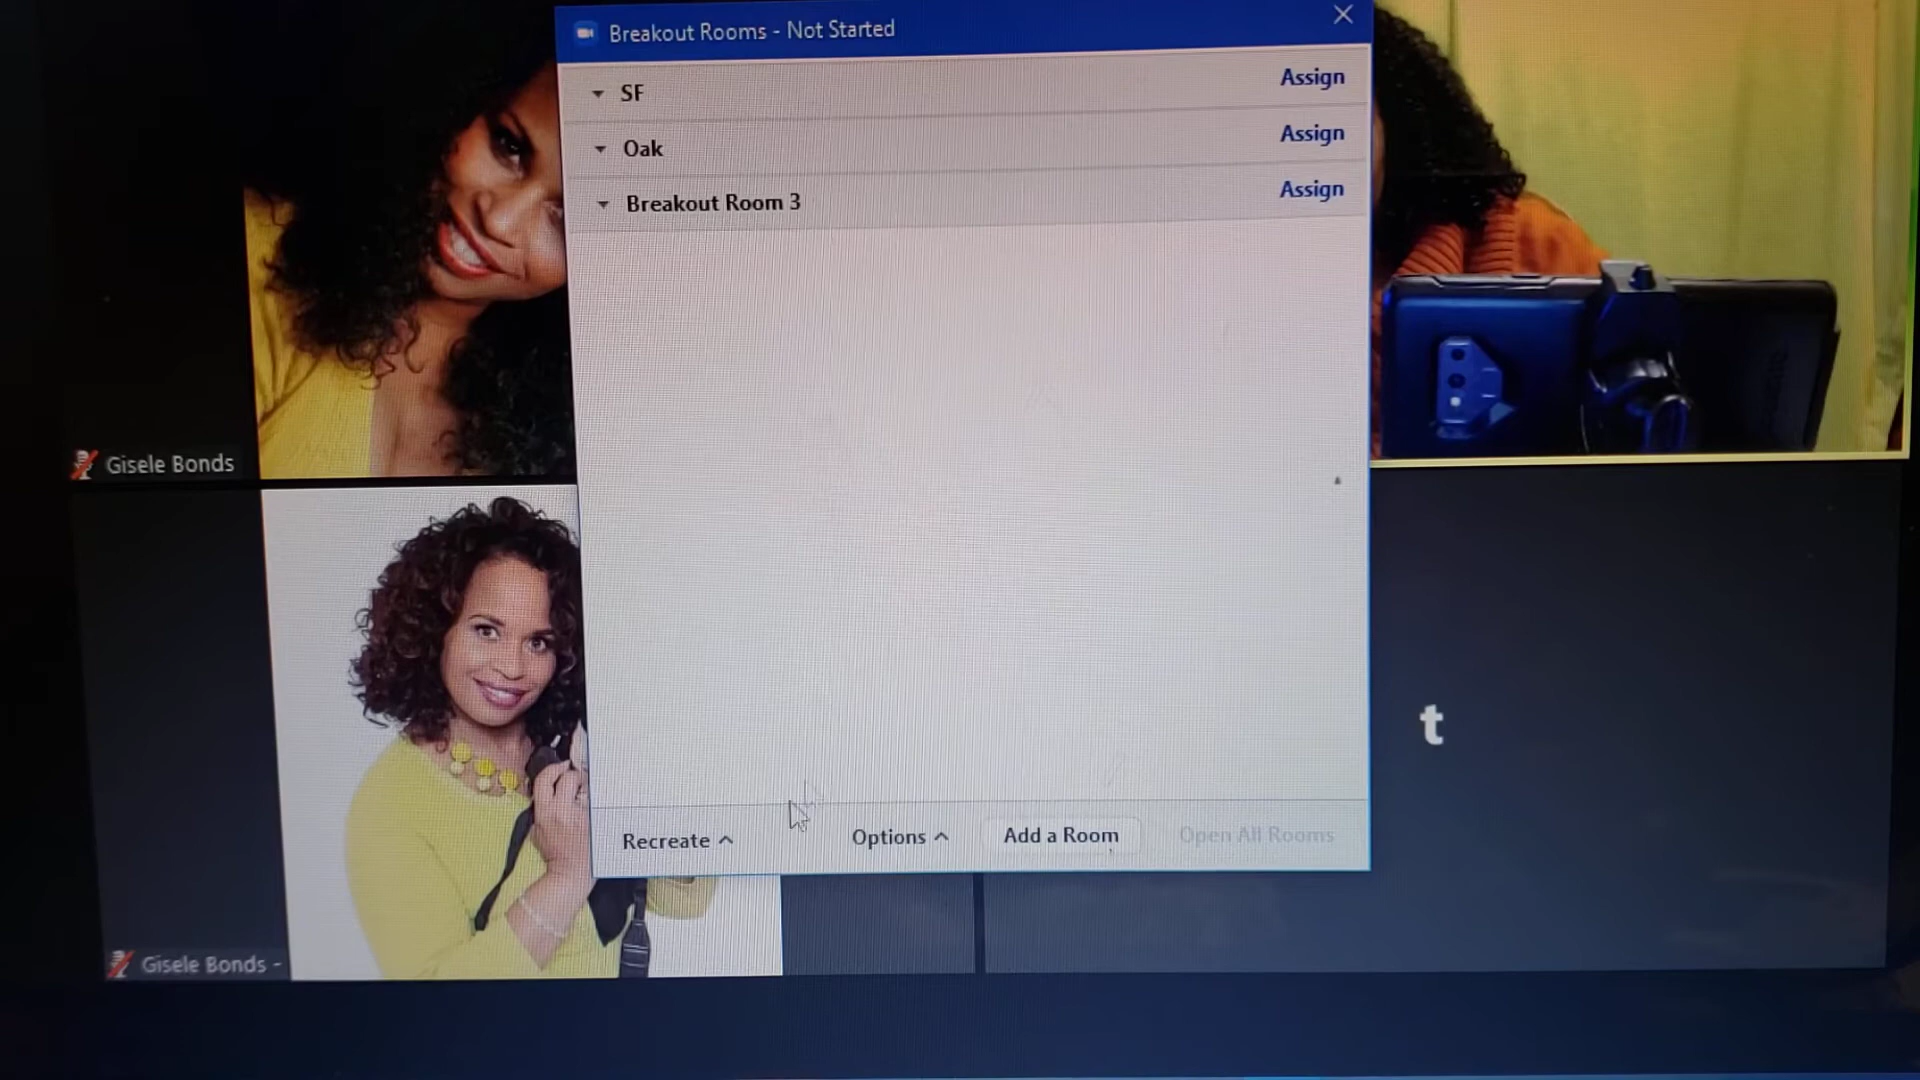 Breakout Rooms - Not Started
SF
Assign
Oak
Assign
Breakout Room 3
Assign
Gisele Bonds
t
Recreate
Options
Add a Room
Open All Rooms
Gisele Bonds -